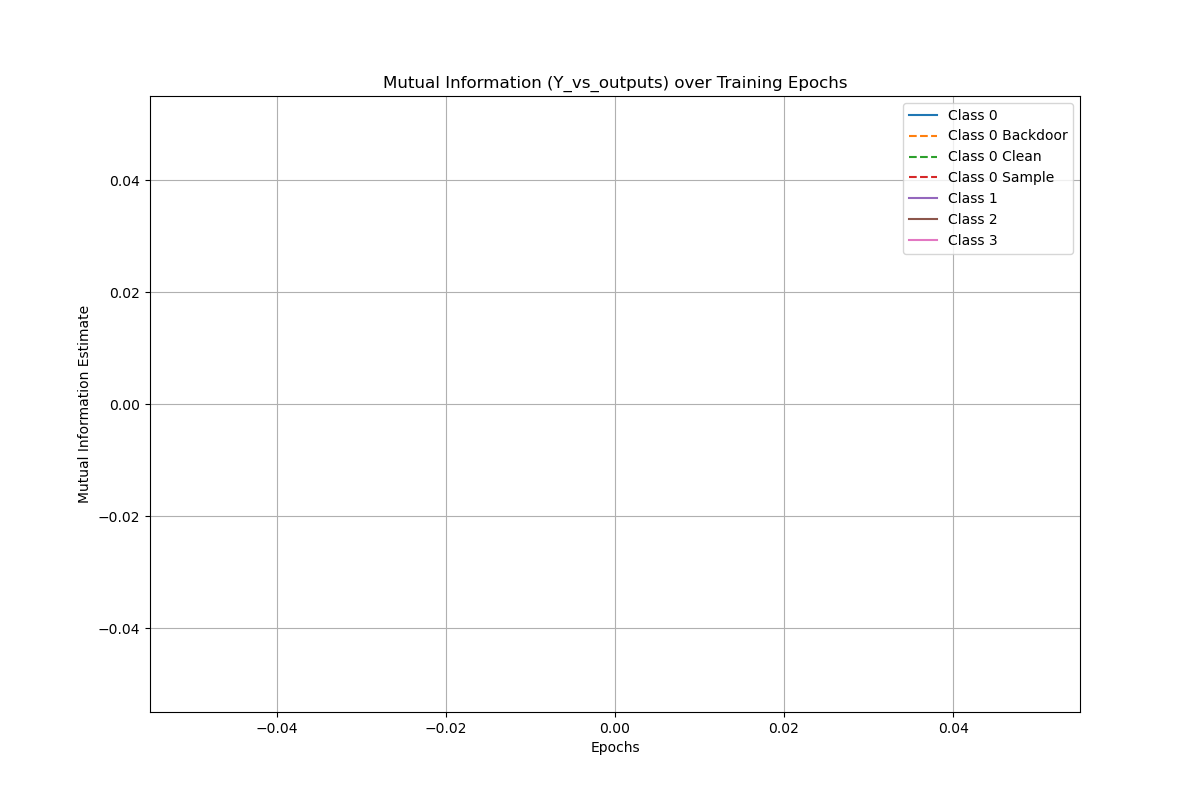 Mutual Information (Y_vs_outputs) over Training Epochs
Class 0
Class 0 Backdoor
Class 0 Clean
Class 0 Sample
Class 1
Class 2
Class 3
Mutual Information Estimate
0.04
0.02
0.00
−0.02
−0.04
−0.04
−0.02
0.00
0.02
0.04
Epochs